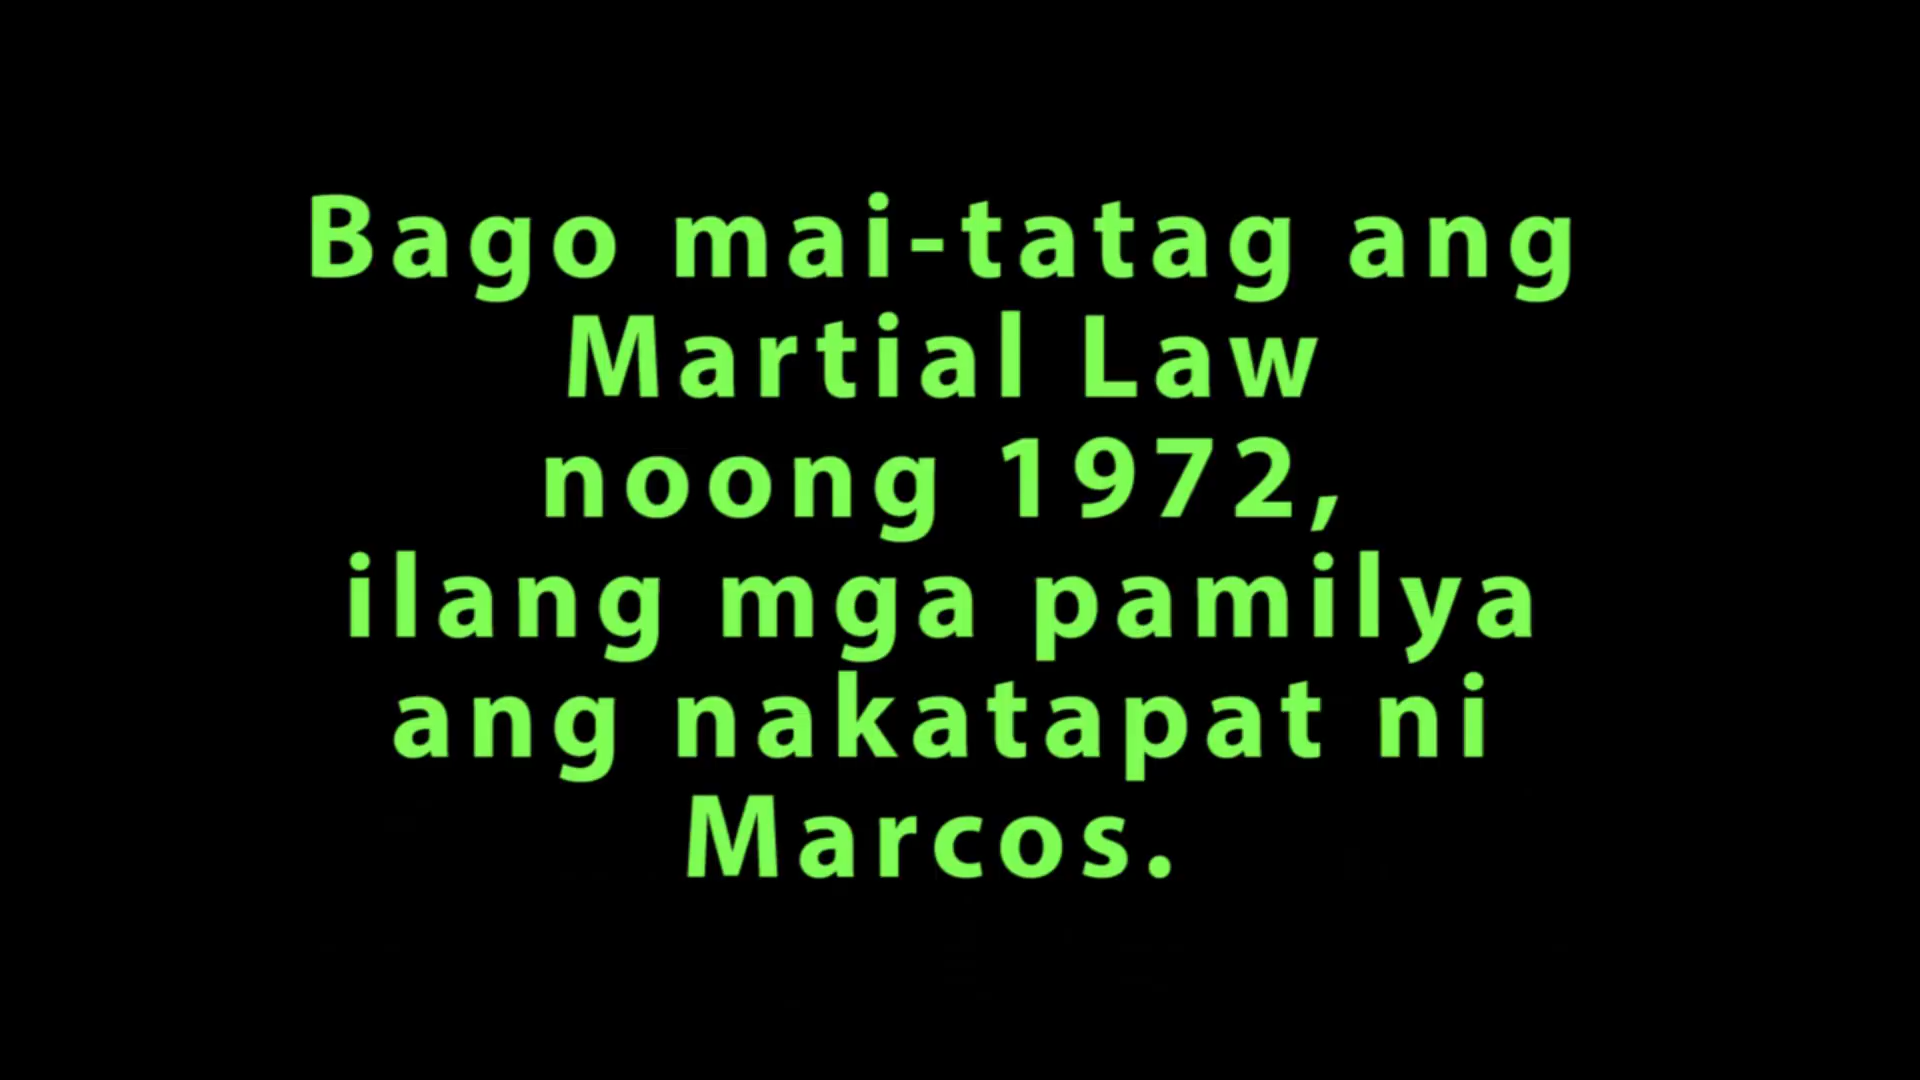 Bago mai-tatag ang
Martial Law
noong 1972,
ilang mga pamilya
ang nakatapat ni
Marcos.